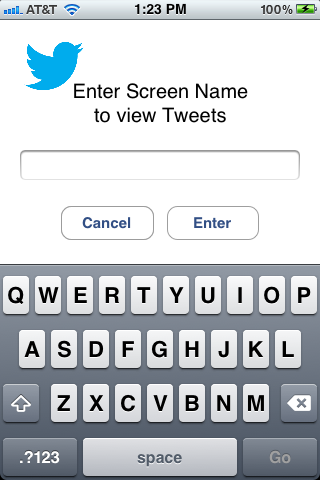 AT&T 1:23 PM 100%
Enter Screen Name
to view Tweets
Cancel Enter
Q W E R T Y U I O P
A S D F G H J K L
Z X C V B N M
.?123 space Go